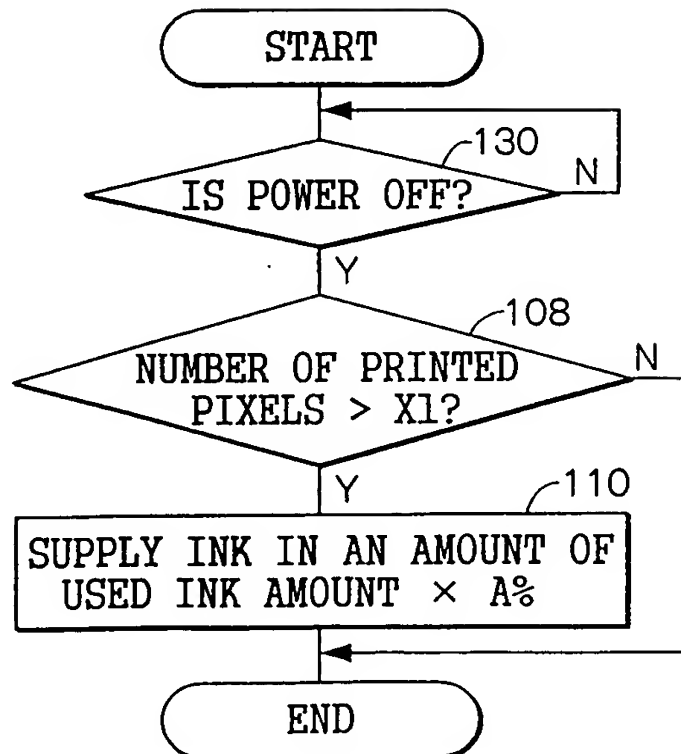 START
130
IS POWER OFF?
N
Y
108
NUMBER OF PRINTED
PIXELS > X1?
N
Y
110
SUPPLY INK IN AN AMOUNT OF
USED INK AMOUNT × A%
END